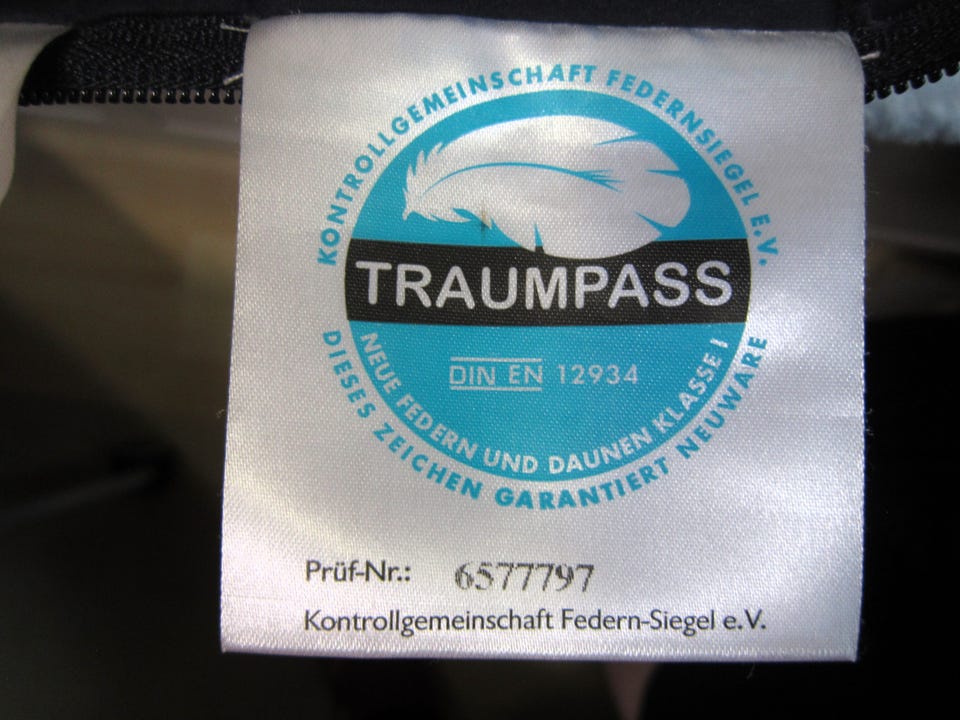 KONTROLLGEMEINSCHAFT FEDERNSIEGEL E.V.
TRAUMPASS
DIN EN 12934
NEUE FEDERN UND DAUNEN KLASSE I
DIESES ZEICHEN GARANTIERT NEUWARE
Prüf-Nr.: 6577797
Kontrollgemeinschaft Federn-Siegel e.V.